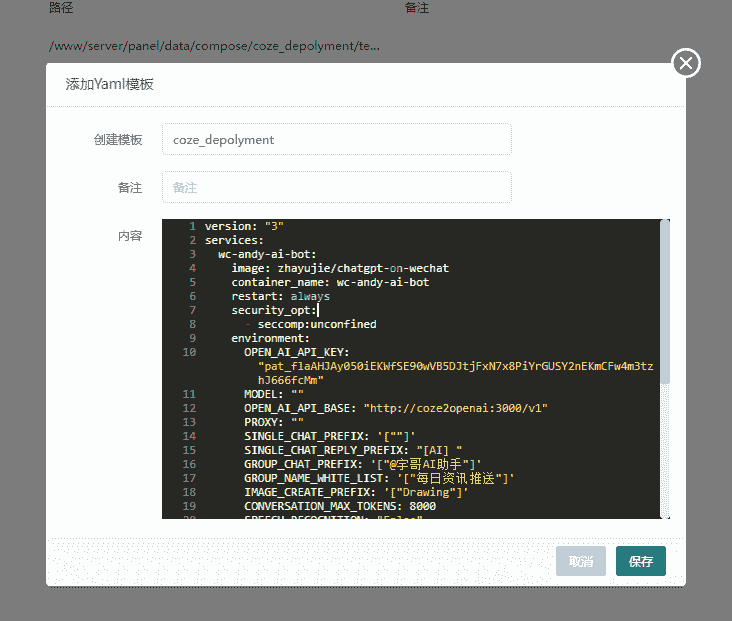 路径 备注
/www/server/panel/data/compose/coze_depolyment/te...
添加Yaml模板
创建模板 coze_depolyment
备注 备注
内容
1 version: "3"
2 services:
3 wc-andy-ai-bot:
4 image: zhayujie/chatgpt-on-wechat
5 container_name: wc-andy-ai-bot
6 restart: always
7 security_opt:
8 - seccomp:unconfined
9 environment:
10 OPEN_AI_API_KEY:
"pat_flaAHJAy050iEKWfSE90wVB5DJtjFxN7x8PiYrGUSY2nEKmCFw4m3tz
hJ666fcMm"
11 MODEL: ""
12 OPEN_AI_API_BASE: "http://coze2openai:3000/v1"
13 PROXY: ""
14 SINGLE_CHAT_PREFIX: '[""]'
15 SINGLE_CHAT_REPLY_PREFIX: "[AI] "
16 GROUP_CHAT_PREFIX: '["@宇哥AI助手"]'
17 GROUP_NAME_WHITE_LIST: '["每日资讯推送"]'
18 IMAGE_CREATE_PREFIX: '["Drawing"]'
19 CONVERSATION_MAX_TOKENS: 8000
20 SPEECH_RECOGNITION: "False"
取消 保存